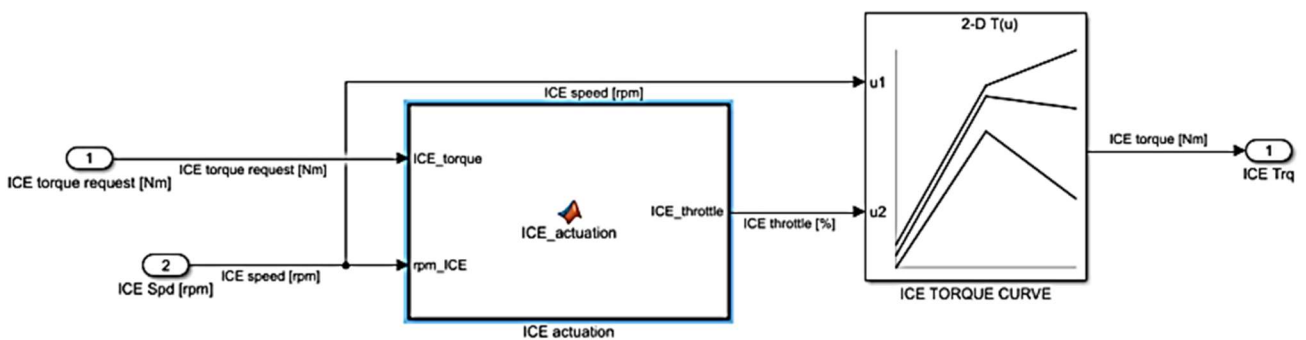 2-D T(u)
u1
ICE speed [rpm]
1
ICE torque request [Nm]
ICE torque request [Nm]
ICE_torque
ICE torque [Nm]
1
ICE Trq
ICE_throttle
u2
ICE throttle [%]
ICE_actuation
2
ICE Spd [rpm]
ICE speed [rpm]
rpm_ICE
ICE TORQUE CURVE
ICE actuation